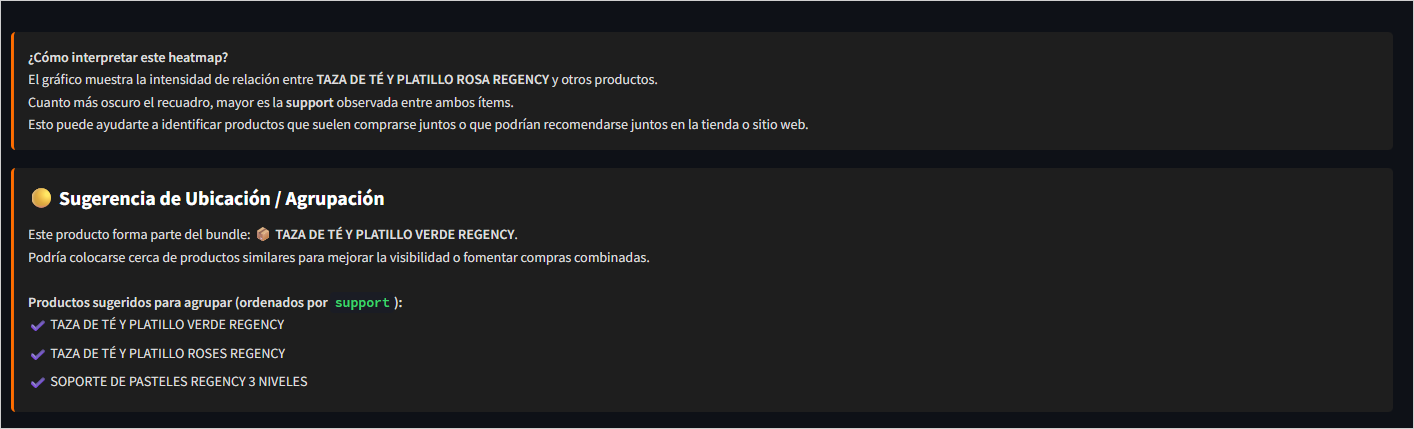 ¿Cómo interpretar este heatmap?
El gráfico muestra la intensidad de relación entre TAZA DE TÉ Y PLATILLO ROSA REGENCY y otros productos.
Cuanto más oscuro el recuadro, mayor es la support observada entre ambos ítems.
Esto puede ayudarte a identificar productos que suelen comprarse juntos o que podrían recomendarse juntos en la tienda o sitio web.
Sugerencia de Ubicación / Agrupación
Este producto forma parte del bundle: TAZA DE TÉ Y PLATILLO VERDE REGENCY.
Podría colocarse cerca de productos similares para mejorar la visibilidad o fomentar compras combinadas.
Productos sugeridos para agrupar (ordenados por support ):
TAZA DE TÉ Y PLATILLO VERDE REGENCY
TAZA DE TÉ Y PLATILLO ROSES REGENCY
SOPORTE DE PASTELES REGENCY 3 NIVELES